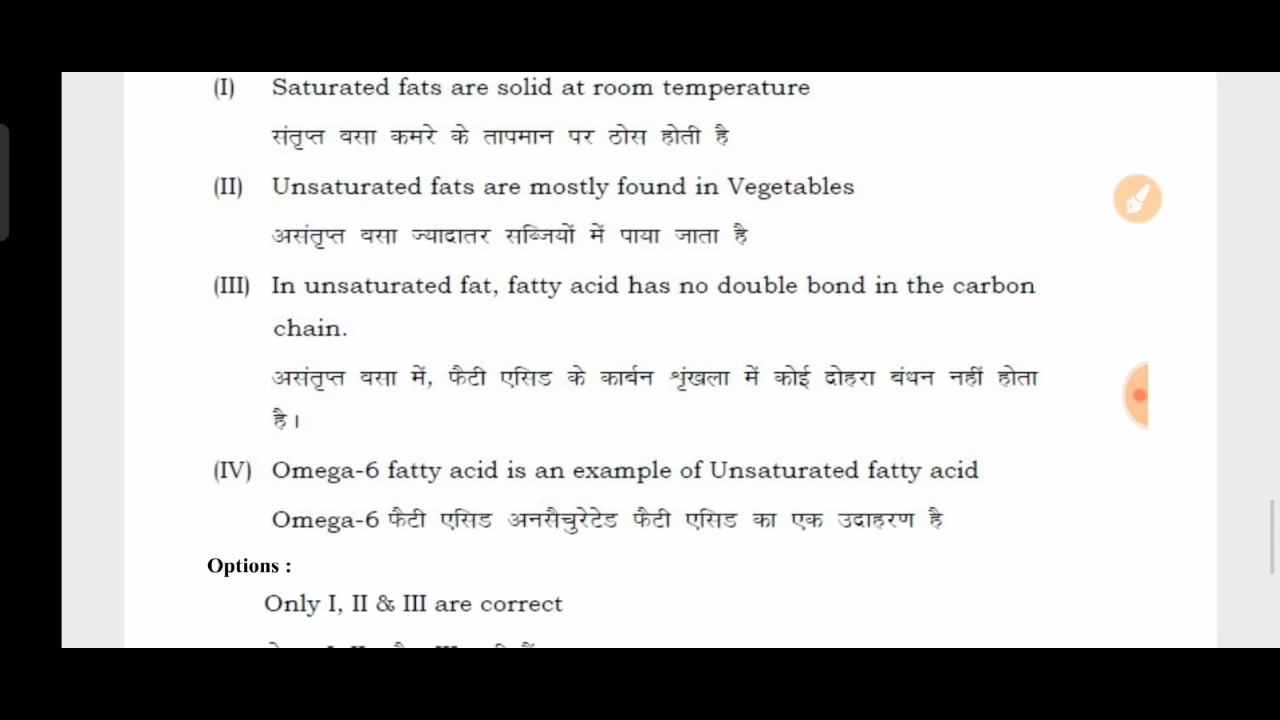 (I) Saturated fats are solid at room temperature
संतृप्त वसा कमरे के तापमान पर ठोस होती है
(II) Unsaturated fats are mostly found in Vegetables
असंतृप्त वसा ज्यादातर सब्जियों में पाया जाता है
(III) In unsaturated fat, fatty acid has no double bond in the carbon
chain.
असंतृप्त वसा में, फैटी एसिड के कार्बन शृंखला में कोई दोहरा बंधन नहीं होता
है।
(IV) Omega-6 fatty acid is an example of Unsaturated fatty acid
Omega-6 फैटी एसिड अनसैचुरेटेड फैटी एसिड का एक उदाहरण है
Options :
Only I, II & III are correct